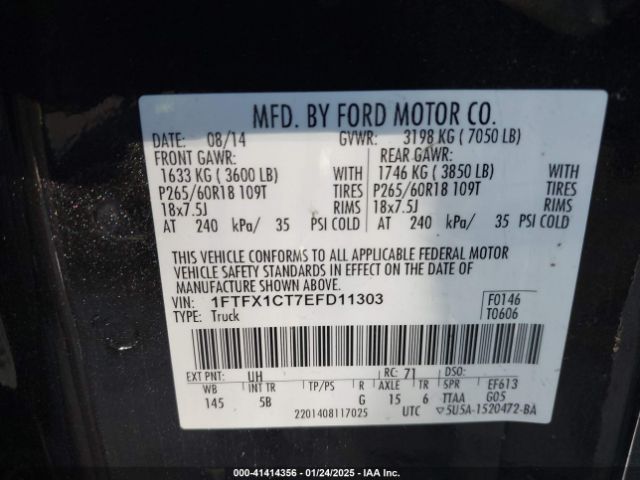 MFD. BY FORD MOTOR CO.
DATE: 08/14 GVWR: 3198 KG ( 7050 LB)
FRONT GAWR: REAR GAWR:
1633 KG ( 3600 LB) WITH 1746 KG ( 3850 LB) WITH
P265/60R18 109T TIRES P265/60R18 109T TIRES
18x7.5J RIMS 18x7.5J RIMS
AT 240 kPa/ 35 PSI COLD AT 240 kPa/ 35 PSI COLD
THIS VEHICLE CONFORMS TO ALL APPLICABLE FEDERAL MOTOR
VEHICLE SAFETY STANDARDS IN EFFECT ON THE DATE OF
MANUFACTURE SHOWN ABOVE.
VIN: 1FTFX1CT7EFD11303 F0146
TYPE: Truck T0606
EXT PNT: UH RC: 71 DSO:
WB INT TR TP/PS R AXLE TR SPR EF613
145 5B G 15 6 TTAA G05
2201408117025 UTC 5U5A-1520472-BA
000-41414356 - 01/24/2025 - IAA Inc.